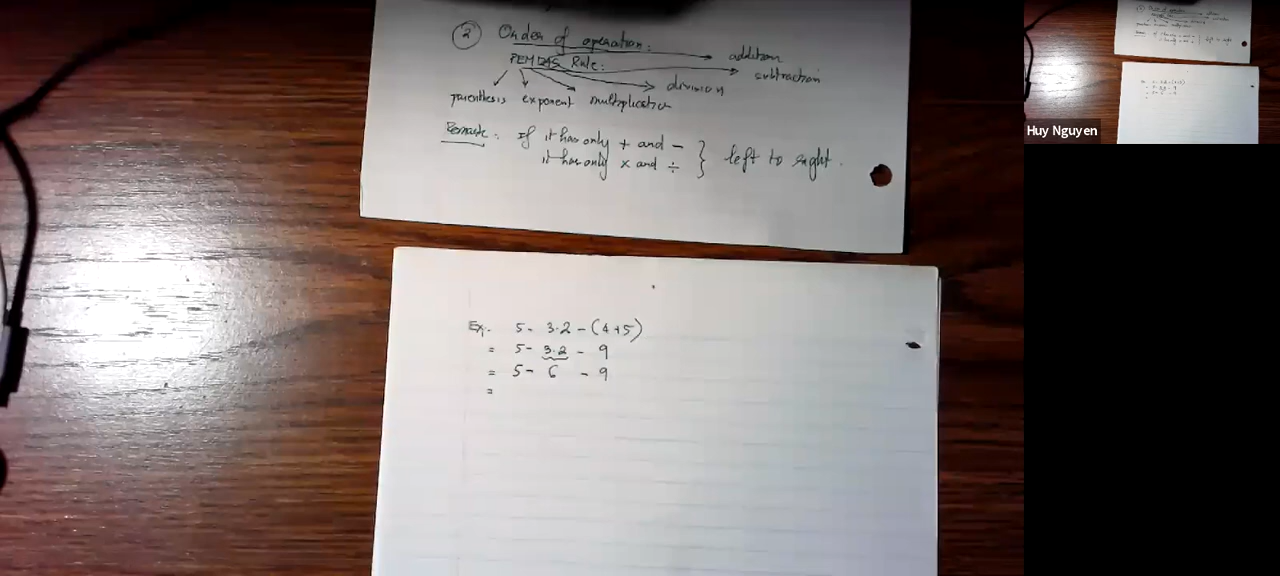 ② Order of operation:
addition
PEMDAS Rule:
subtraction
division
parenthesis exponent multiplication
Remark: If it has only + and - } left to right.
it has only × and ÷
Ex. 5 - 3·2 - (4+5)
= 5 - 3·2 - 9
= 5 - 6 - 9
=
Huy Nguyen